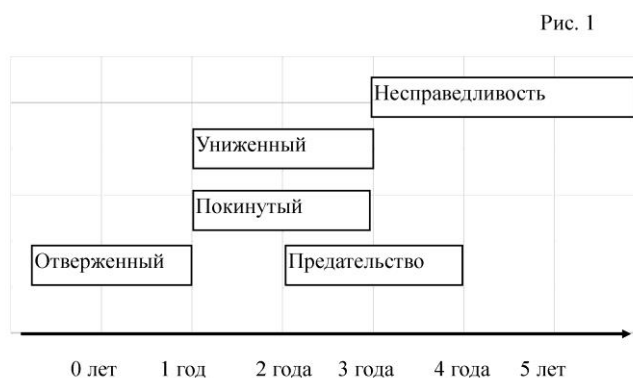 Рис. 1
Несправедливость
Униженный
Покинутый
Отверженный
Предательство
0 лет 1 год 2 года 3 года 4 года 5 лет